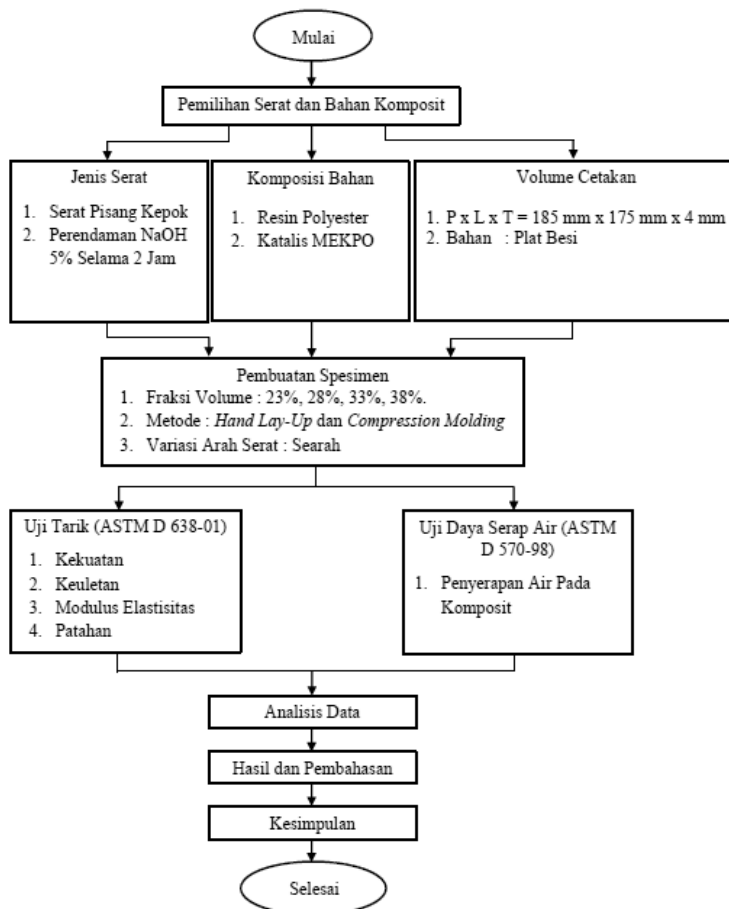 Mulai
Pemilihan Serat dan Bahan Komposit
Jenis Serat
1. Serat Pisang Kepok
2. Perendaman NaOH
5% Selama 2 Jam
Komposisi Bahan
1. Resin Polyester
2. Katalis MEKPO
Volume Cetakan
1. P x L x T = 185 mm x 175 mm x 4 mm
2. Bahan : Plat Besi
Pembuatan Spesimen
1. Fraksi Volume : 23%, 28%, 33%, 38%.
2. Metode : Hand Lay-Up dan Compression Molding
3. Variasi Arah Serat : Searah
Uji Tarik (ASTM D 638-01)
1. Kekuatan
2. Keuletan
3. Modulus Elastisitas
4. Patahan
Uji Daya Serap Air (ASTM
D 570-98)
1. Penyerapan Air Pada
Komposit
Analisis Data
Hasil dan Pembahasan
Kesimpulan
Selesai